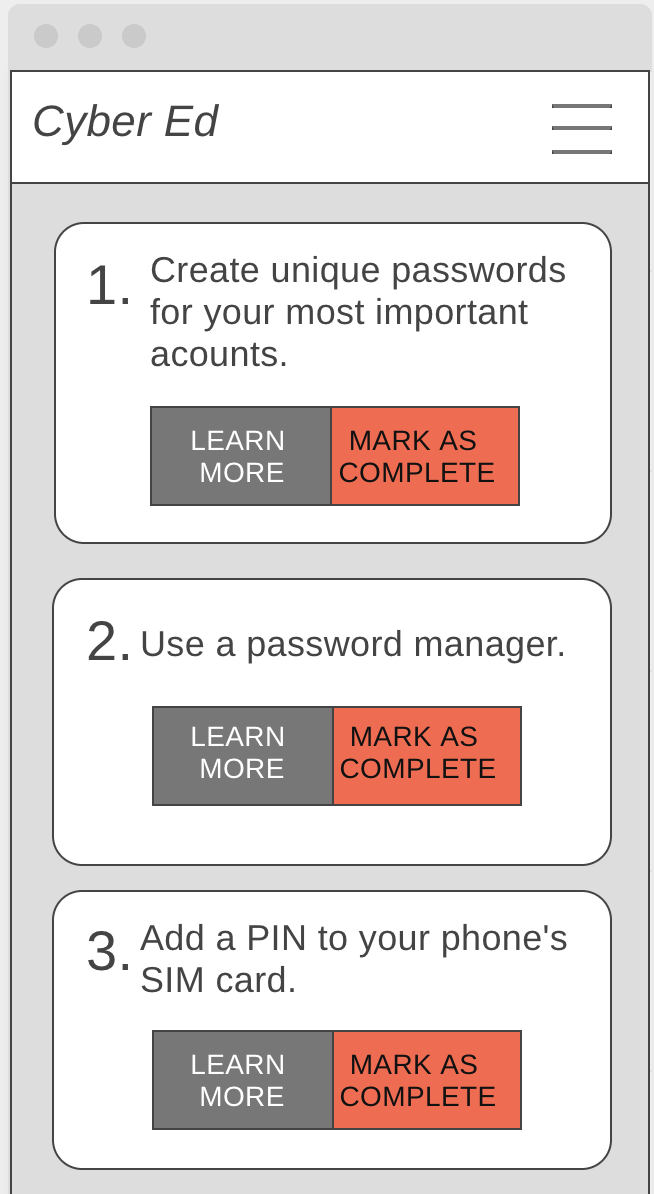 Cyber Ed
1. Create unique passwords
for your most important
acounts.
LEARN
MORE
MARK AS
COMPLETE
2. Use a password manager.
LEARN
MORE
MARK AS
COMPLETE
3. Add a PIN to your phone's
SIM card.
LEARN
MORE
MARK AS
COMPLETE